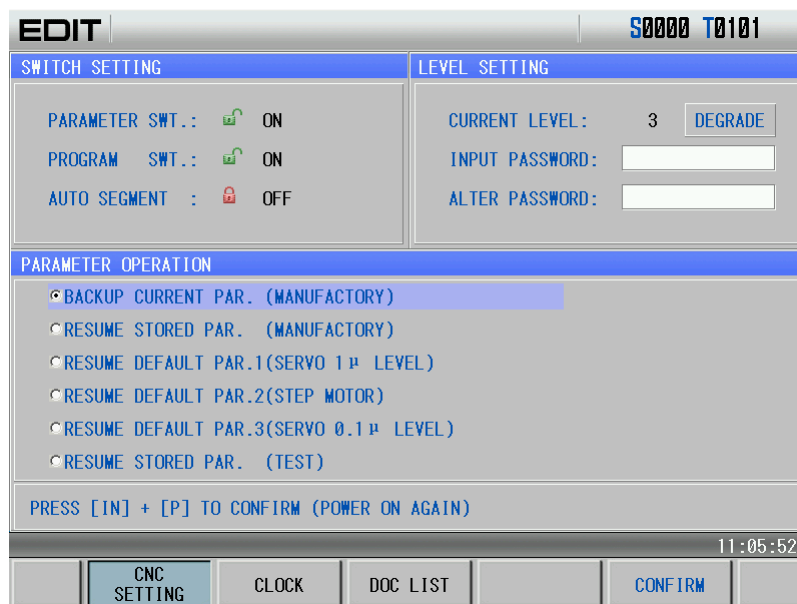 EDIT S0000 T0101
SWITCH SETTING
PARAMETER SWT.: ON
PROGRAM SWT.: ON
AUTO SEGMENT : OFF
LEVEL SETTING
CURRENT LEVEL: 3 DEGRADE
INPUT PASSWORD:
ALTER PASSWORD:
PARAMETER OPERATION
BACKUP CURRENT PAR. (MANUFACTORY)
RESUME STORED PAR. (MANUFACTORY)
RESUME DEFAULT PAR.1(SERVO 1μ LEVEL)
RESUME DEFAULT PAR.2(STEP MOTOR)
RESUME DEFAULT PAR.3(SERVO 0.1μ LEVEL)
RESUME STORED PAR. (TEST)
PRESS [IN] + [P] TO CONFIRM (POWER ON AGAIN)
11:05:52
CNC
SETTING
CLOCK
DOC LIST
CONFIRM